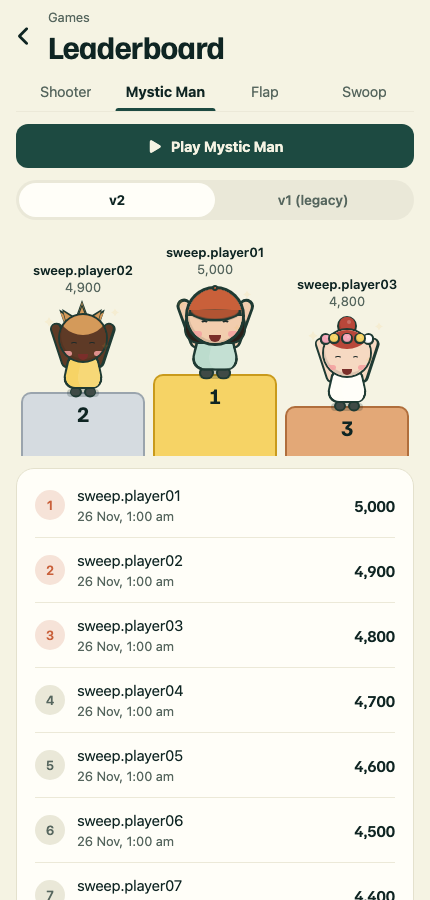 Games
Leaderboard
Shooter Mystic Man Flap Swoop
Play Mystic Man
v2 v1 (legacy)
sweep.player01
5,000
sweep.player02
4,900
sweep.player03
4,800
1
2
3
1 sweep.player01 5,000
26 Nov, 1:00 am
2 sweep.player02 4,900
26 Nov, 1:00 am
3 sweep.player03 4,800
26 Nov, 1:00 am
4 sweep.player04 4,700
26 Nov, 1:00 am
5 sweep.player05 4,600
26 Nov, 1:00 am
6 sweep.player06 4,500
26 Nov, 1:00 am
7 sweep.player07 4,400